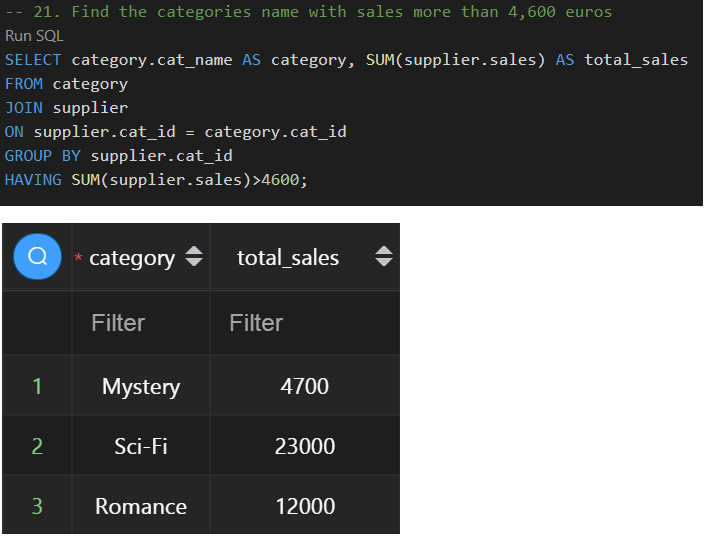 -- 21. Find the categories name with sales more than 4,600 euros
Run SQL
SELECT category.cat_name AS category, SUM(supplier.sales) AS total_sales
FROM category
JOIN supplier
ON supplier.cat_id = category.cat_id
GROUP BY supplier.cat_id
HAVING SUM(supplier.sales)>4600;
* category total_sales
Filter Filter
1 Mystery 4700
2 Sci-Fi 23000
3 Romance 12000